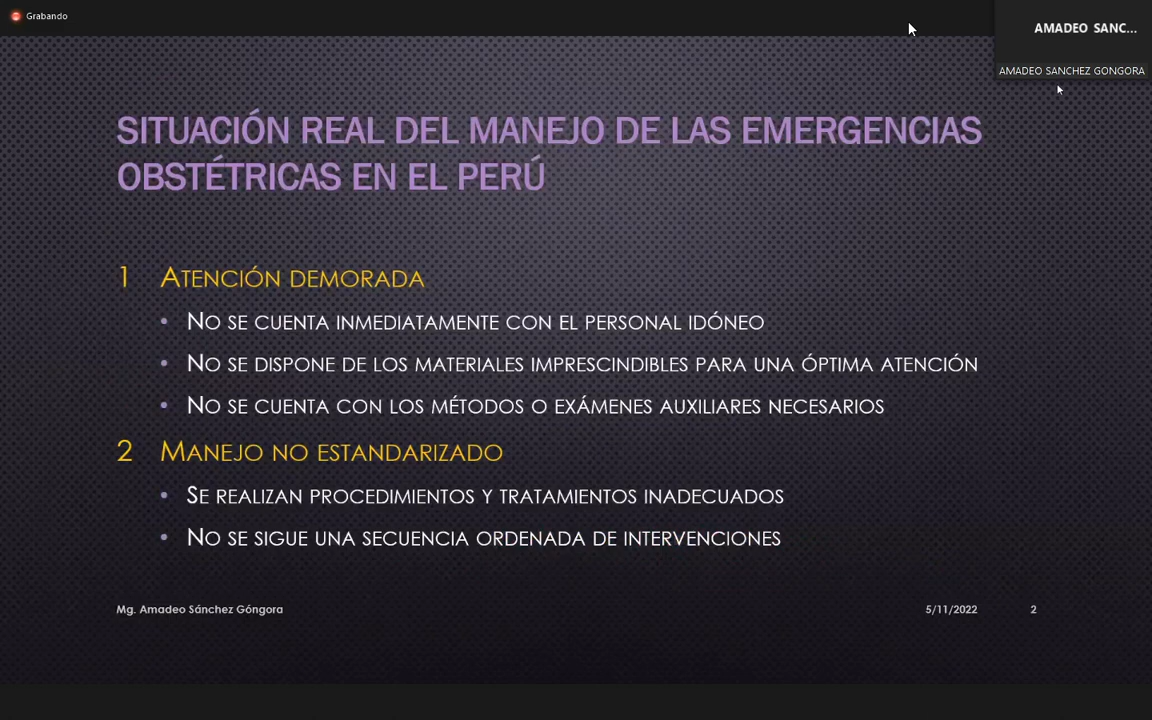 Grabando
AMADEO SANC...
AMADEO SANCHEZ GONGORA
SITUACIÓN REAL DEL MANEJO DE LAS EMERGENCIAS
OBSTÉTRICAS EN EL PERÚ
1 ATENCIÓN DEMORADA
• NO SE CUENTA INMEDIATAMENTE CON EL PERSONAL IDÓNEO
• NO SE DISPONE DE LOS MATERIALES IMPRESCINDIBLES PARA UNA ÓPTIMA ATENCIÓN
• NO SE CUENTA CON LOS MÉTODOS O EXÁMENES AUXILIARES NECESARIOS
2 MANEJO NO ESTANDARIZADO
• SE REALIZAN PROCEDIMIENTOS Y TRATAMIENTOS INADECUADOS
• NO SE SIGUE UNA SECUENCIA ORDENADA DE INTERVENCIONES
Mg. Amadeo Sánchez Góngora 5/11/2022 2